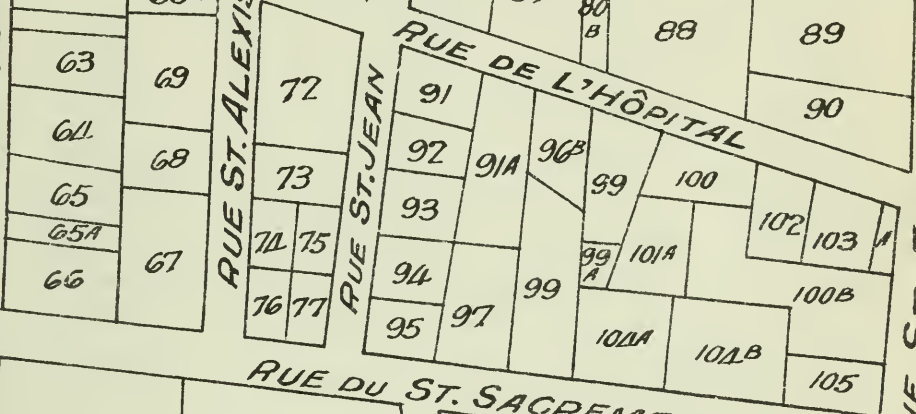 80
B
88
89
90
63
64
65
65A
66
69
68
67
RUE ST. ALEXIS
72
73
74
75
76
77
RUE ST. JEAN
RUE DE L'HÔPITAL
91
92
93
94
95
91A
97
96B
99
99
99
A
100
101A
102
103
A
100B
104A
104B
105
RUE DU ST. SACREME